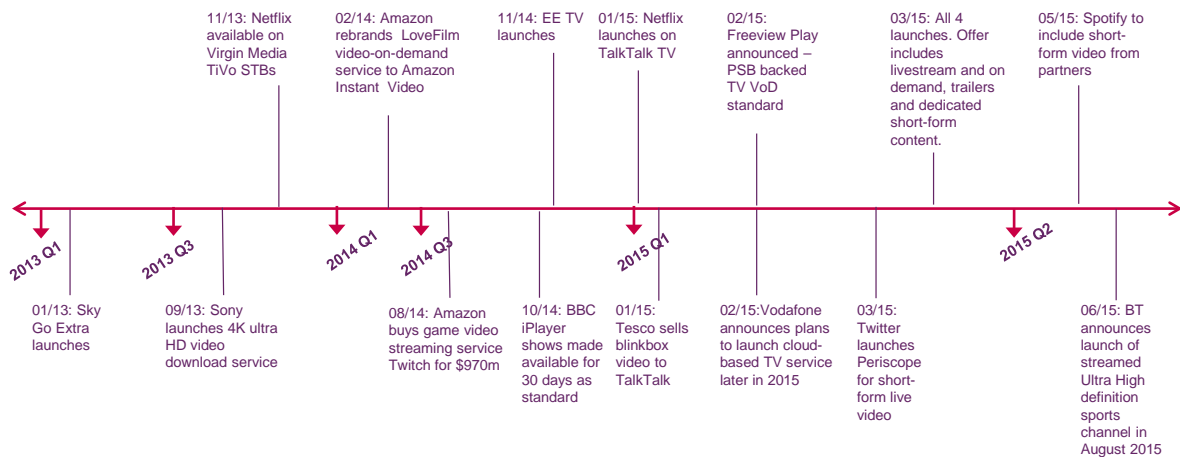 11/13: Netflix
available on
Virgin Media
TiVo STBs
02/14: Amazon
rebrands LoveFilm
video-on-demand
service to Amazon
Instant Video
11/14: EE TV
launches
01/15: Netflix
launches on
TalkTalk TV
02/15:
Freeview Play
announced –
PSB backed
TV VoD
standard
03/15: All 4
launches. Offer
includes
livestream and on
demand, trailers
and dedicated
short-form
content.
05/15: Spotify to
include short-
form video from
partners
2013 Q1
2013 Q3
2014 Q1
2014 Q3
2015 Q1
2015 Q2
01/13: Sky
Go Extra
launches
09/13: Sony
launches 4K ultra
HD video
download service
08/14: Amazon
buys game video
streaming service
Twitch for $970m
10/14: BBC
iPlayer
shows made
available for
30 days as
standard
01/15:
Tesco sells
blinkbox
video to
TalkTalk
02/15:Vodafone
announces plans
to launch cloud-
based TV service
later in 2015
03/15:
Twitter
launches
Periscope
for short-
form live
video
06/15: BT
announces
launch of
streamed
Ultra High
definition
sports
channel in
August 2015